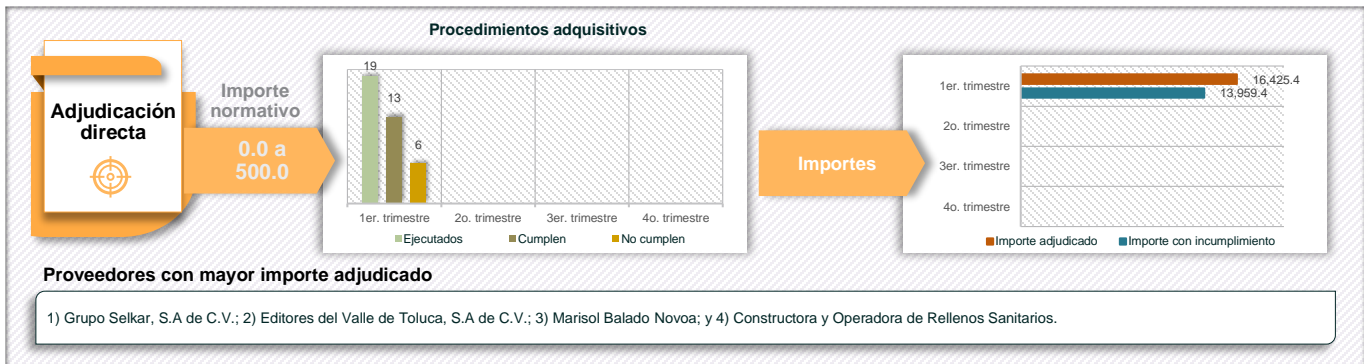 Procedimientos adquisitivos
Adjudicación
directa
Importe
normativo
0.0 a
500.0
19
13
6
1er. trimestre
2o. trimestre
3er. trimestre
4o. trimestre
Ejecutados
Cumplen
No cumplen
Importes
1er. trimestre
2o. trimestre
3er. trimestre
4o. trimestre
16,425.4
13,959.4
Importe adjudicado
Importe con incumplimiento
Proveedores con mayor importe adjudicado
1) Grupo Selkar, S.A de C.V.; 2) Editores del Valle de Toluca, S.A de C.V.; 3) Marisol Balado Novoa; y 4) Constructora y Operadora de Rellenos Sanitarios.